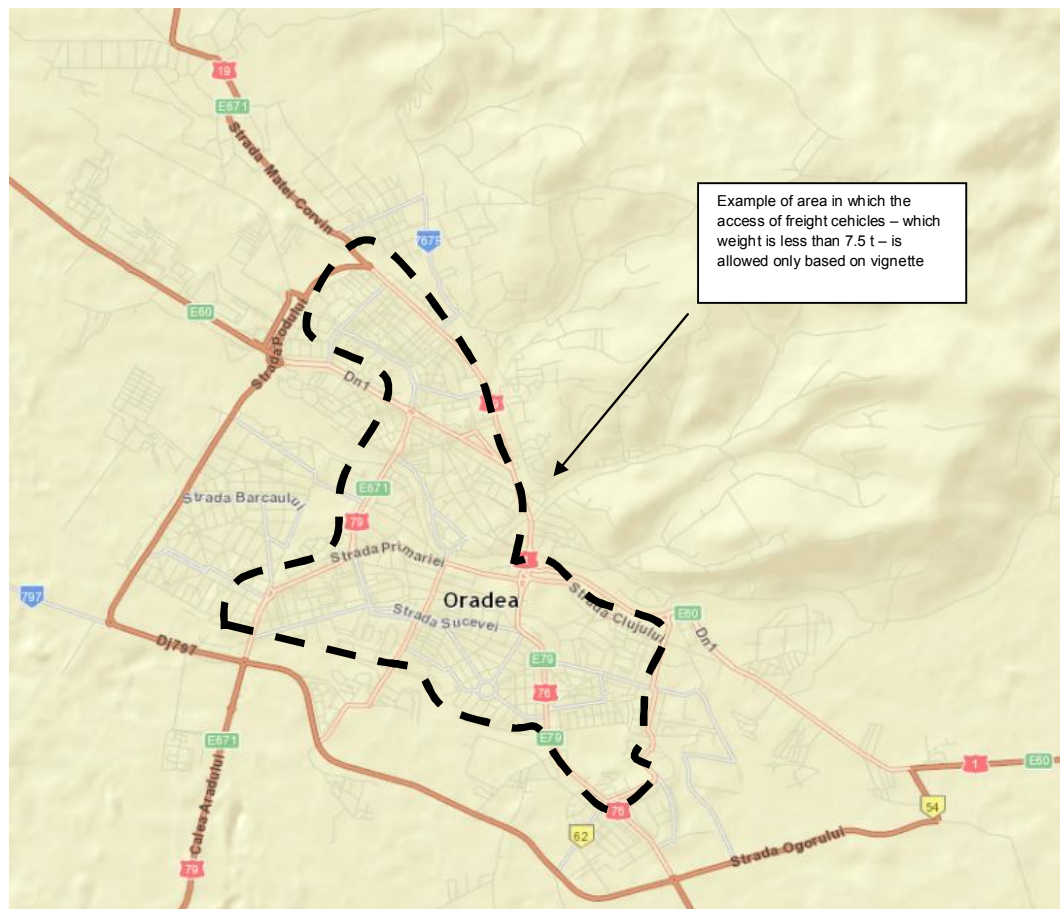 19
E671
Strada Matei Corvin
767P
Example of area in which the
access of freight cehicles – which
weight is less than 7.5 t – is
allowed only based on vignette
E60
Strada Podului
Dn1
E671
Strada Barcaului
79
Strada Primariei
797
Oradea
Strada Clujului
E60
Strada Sucevei
Dn1
Dj797
E79
76
E671
E79
1
E60
Calea Aradului
76
54
62
Strada Ogorului
79